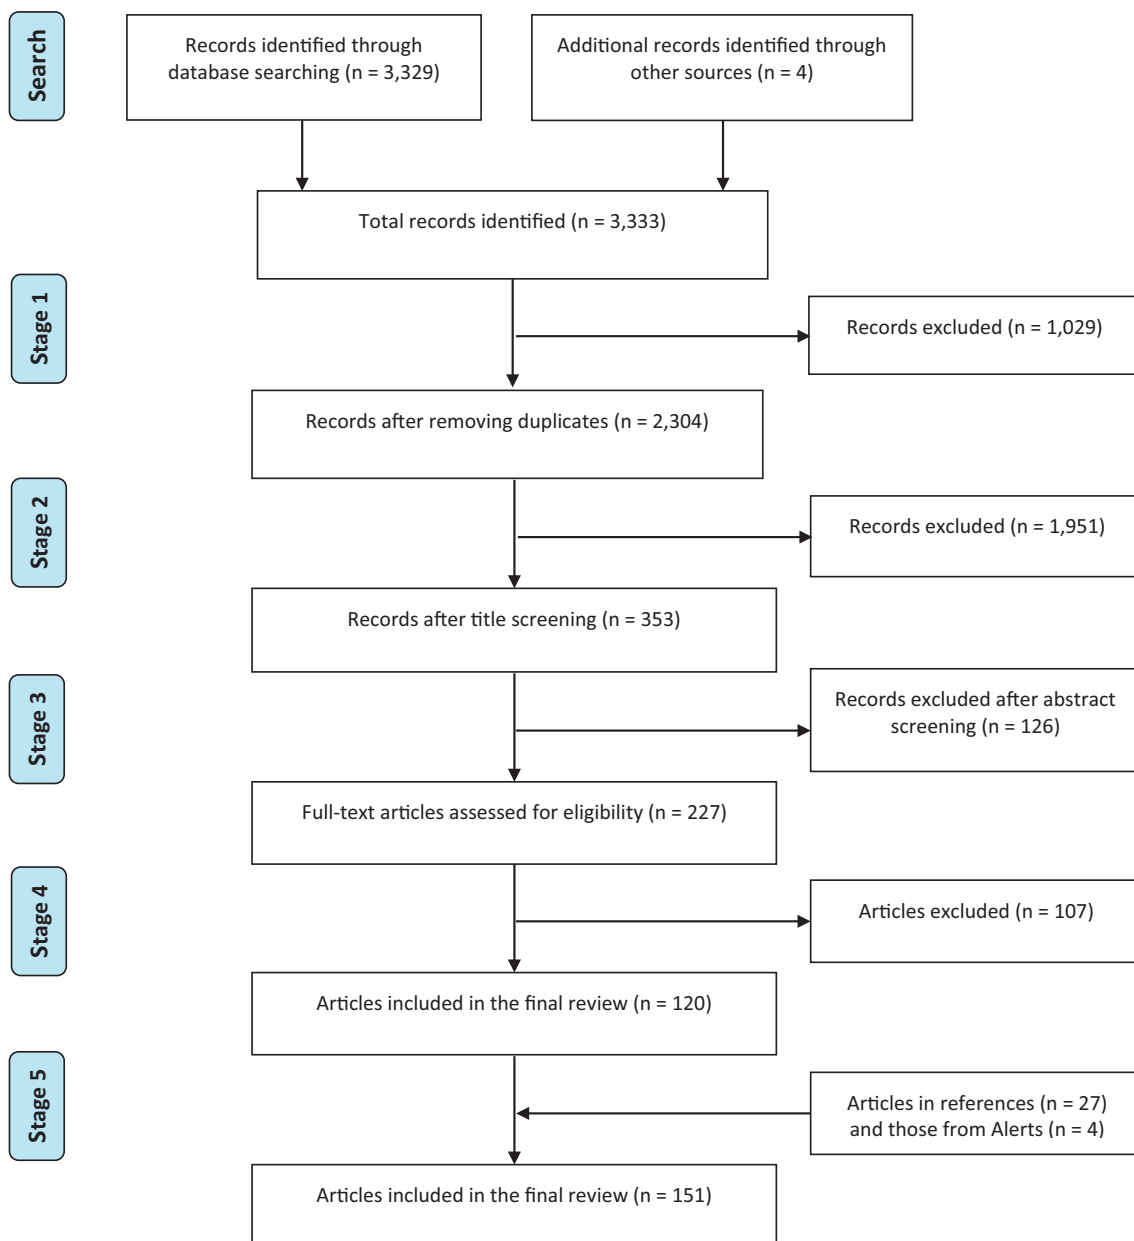 Search
Records identified through
database searching (n = 3,329)
Additional records identified through
other sources (n = 4)
Total records identified (n = 3,333)
Stage 1
Records excluded (n = 1,029)
Records after removing duplicates (n = 2,304)
Stage 2
Records excluded (n = 1,951)
Records after title screening (n = 353)
Stage 3
Records excluded after abstract
screening (n = 126)
Full-text articles assessed for eligibility (n = 227)
Stage 4
Articles excluded (n = 107)
Articles included in the final review (n = 120)
Stage 5
Articles in references (n = 27)
and those from Alerts (n = 4)
Articles included in the final review (n = 151)